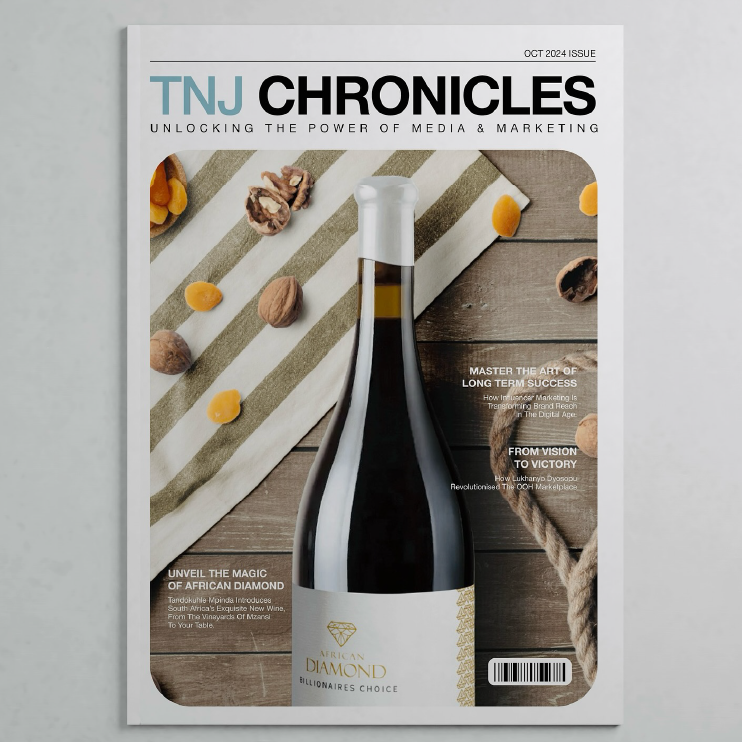 OCT 2024 ISSUE
TNJ CHRONICLES
UNLOCKING THE POWER OF MEDIA & MARKETING
MASTER THE ART OF
LONG TERM SUCCESS
How Influencer Marketing Is
Transforming Brand Reach
In The Digital Age.
FROM VISION
TO VICTORY
How Lukhanyo Dyosopu
Revolutionised The OOH Marketplace
UNVEIL THE MAGIC
OF AFRICAN DIAMOND
Tandokuhle Mpinda Introduces
South Africa's Exquisite New Wine,
From The Vineyards Of Mzansi
To Your Table.
AFRICAN
DIAMOND
BILLIONAIRES CHOICE